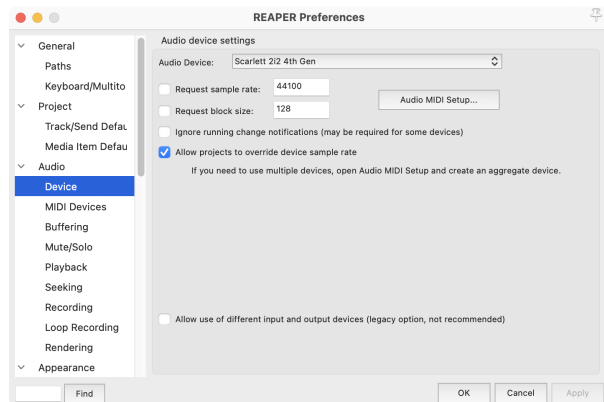 REAPER Preferences
General
Paths
Keyboard/Multito
Project
Track/Send Defau
Media Item Defau
Audio
Device
MIDI Devices
Buffering
Mute/Solo
Playback
Seeking
Recording
Loop Recording
Rendering
Appearance
Find
Audio device settings
Audio Device: Scarlett 2i2 4th Gen
Request sample rate: 44100
Request block size: 128
Audio MIDI Setup...
Ignore running change notifications (may be required for some devices)
Allow projects to override device sample rate
If you need to use multiple devices, open Audio MIDI Setup and create an aggregate device.
Allow use of different input and output devices (legacy option, not recommended)
OK Cancel Apply